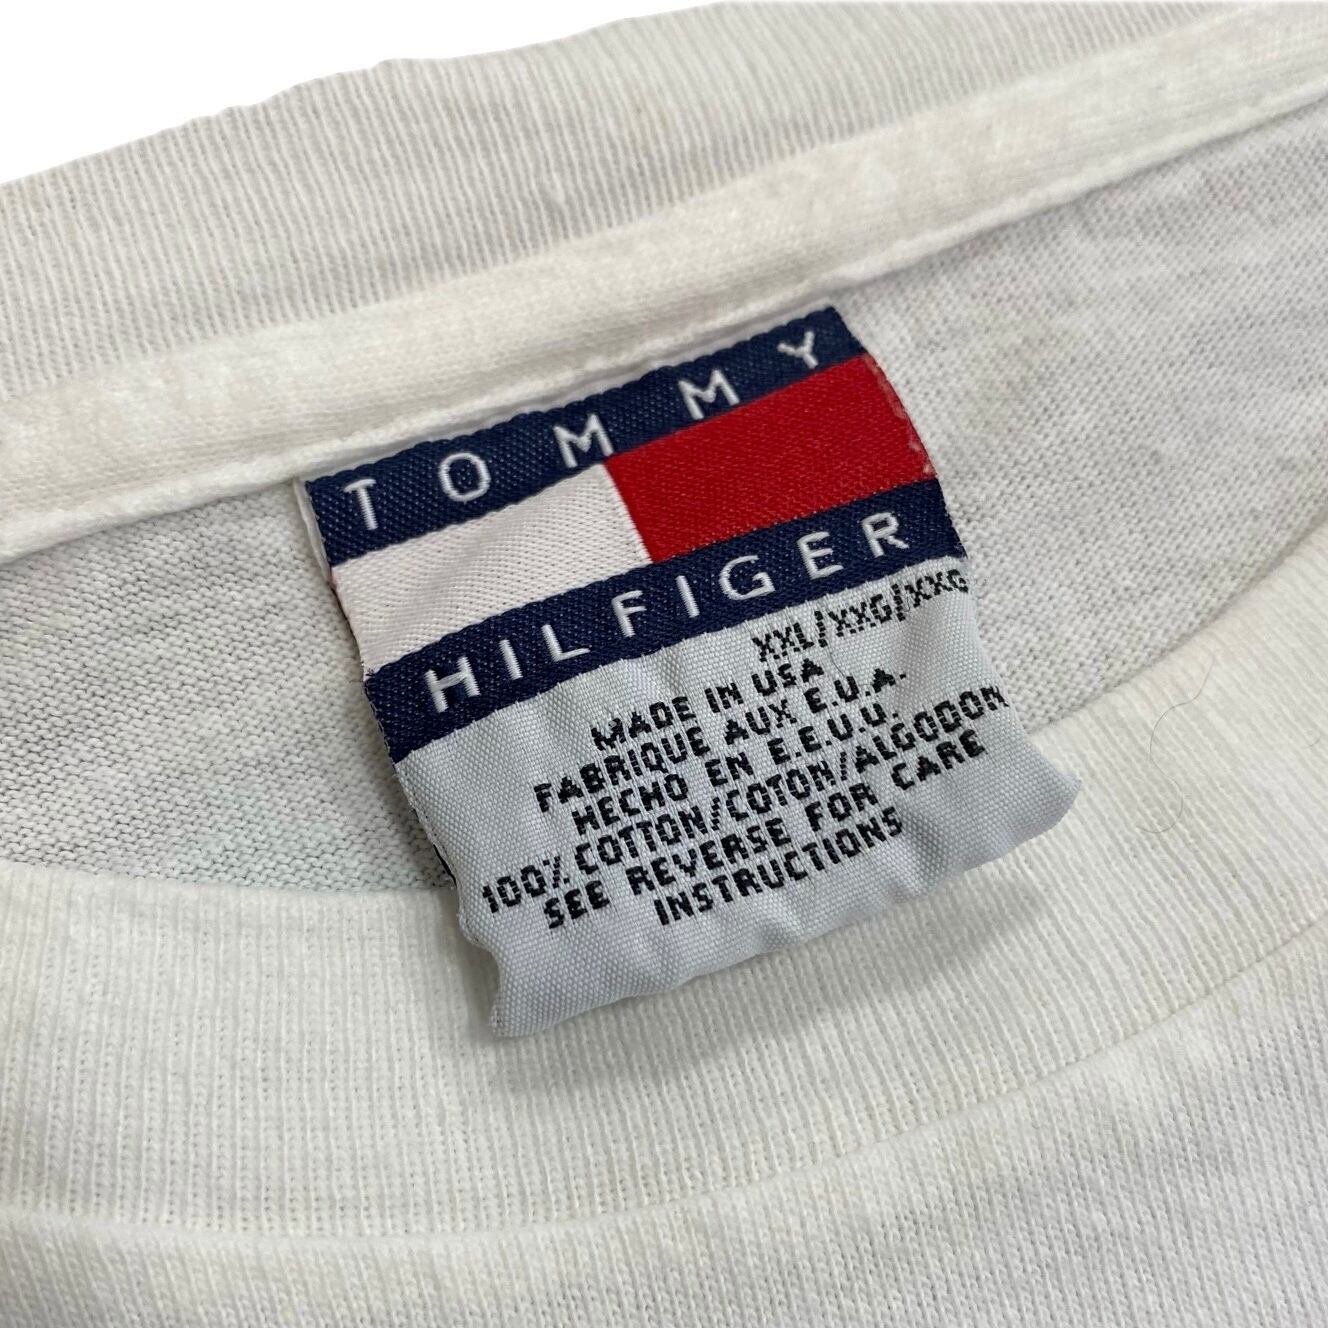 TOMMY
HILFIGER
XXL/XXG/XXG
MADE IN USA
FABRIQUE AUX E.U.A.
HECHO EN E.E.U.U.
100% COTTON/COTON/ALGODON
SEE REVERSE FOR CARE
INSTRUCTIONS